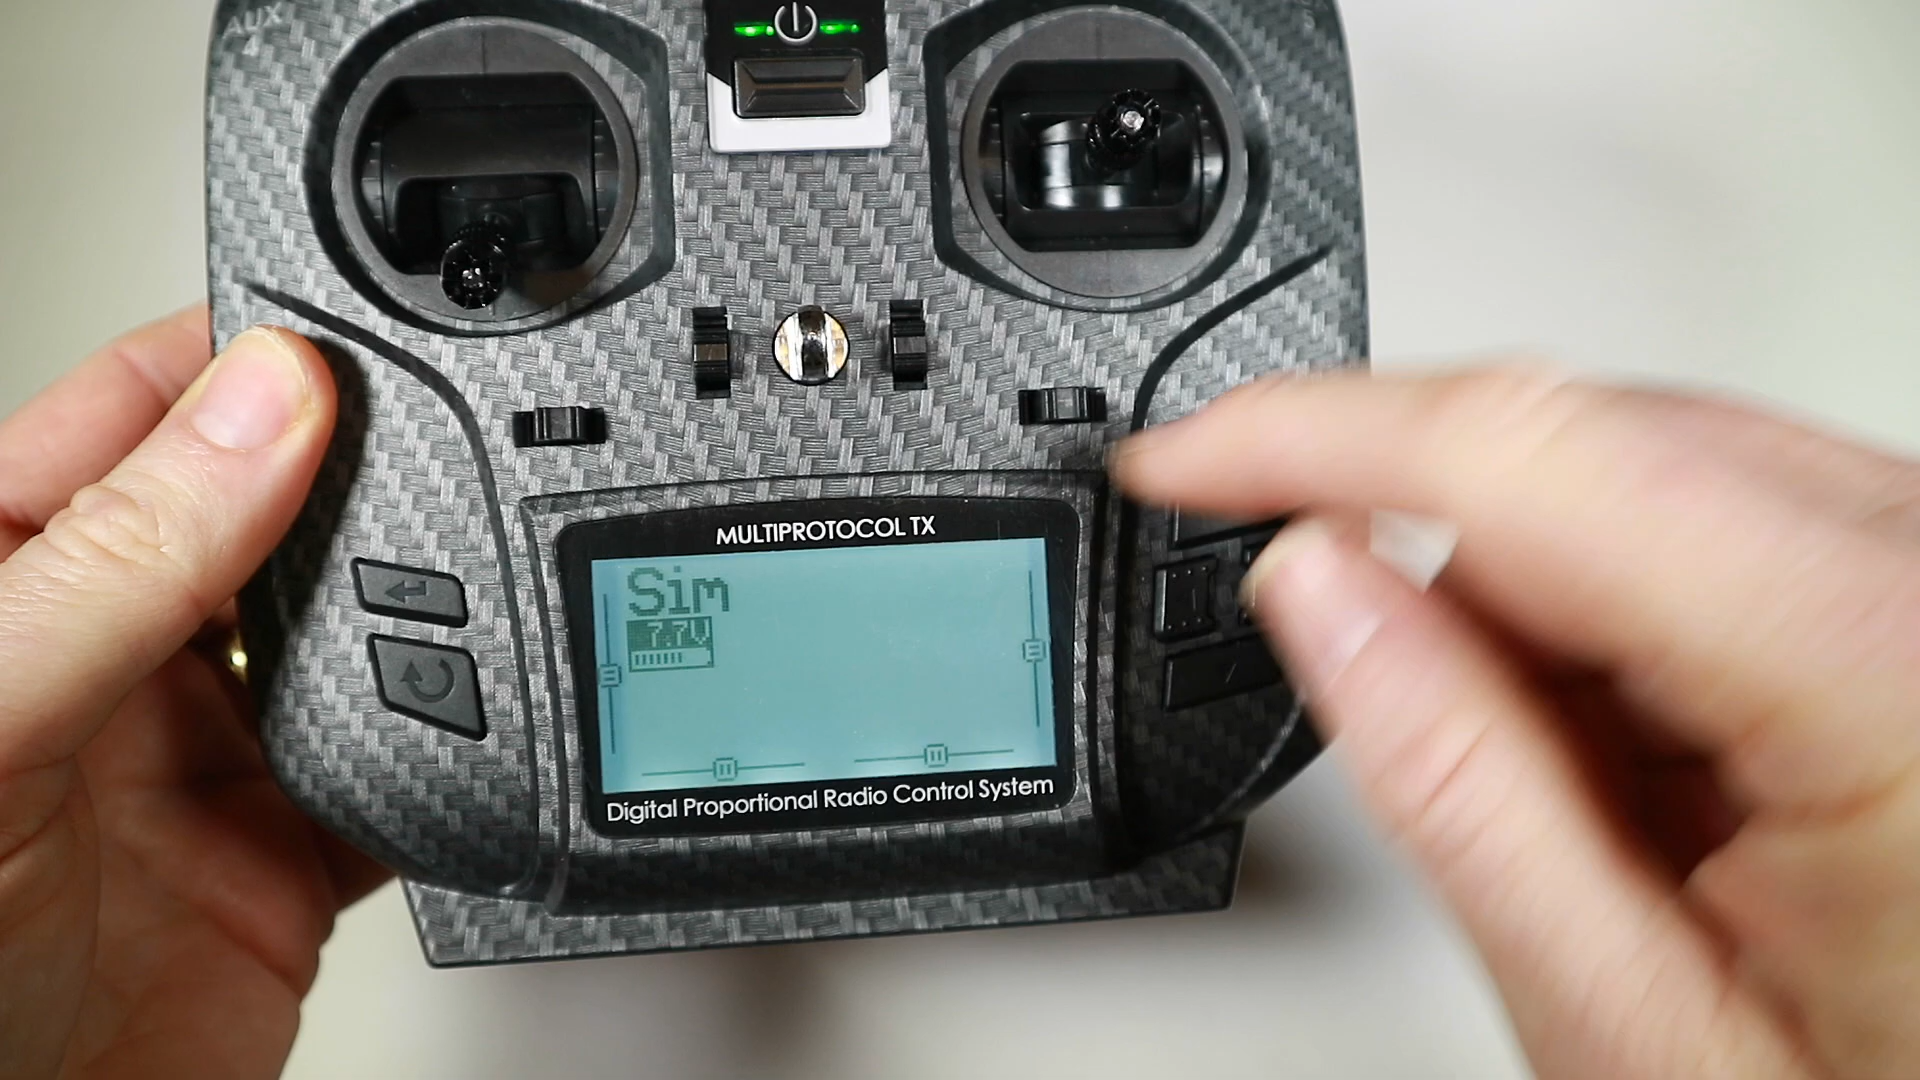 AUX
4
MULTIPROTOCOL TX
Sim
7.7V
Digital Proportional Radio Control System